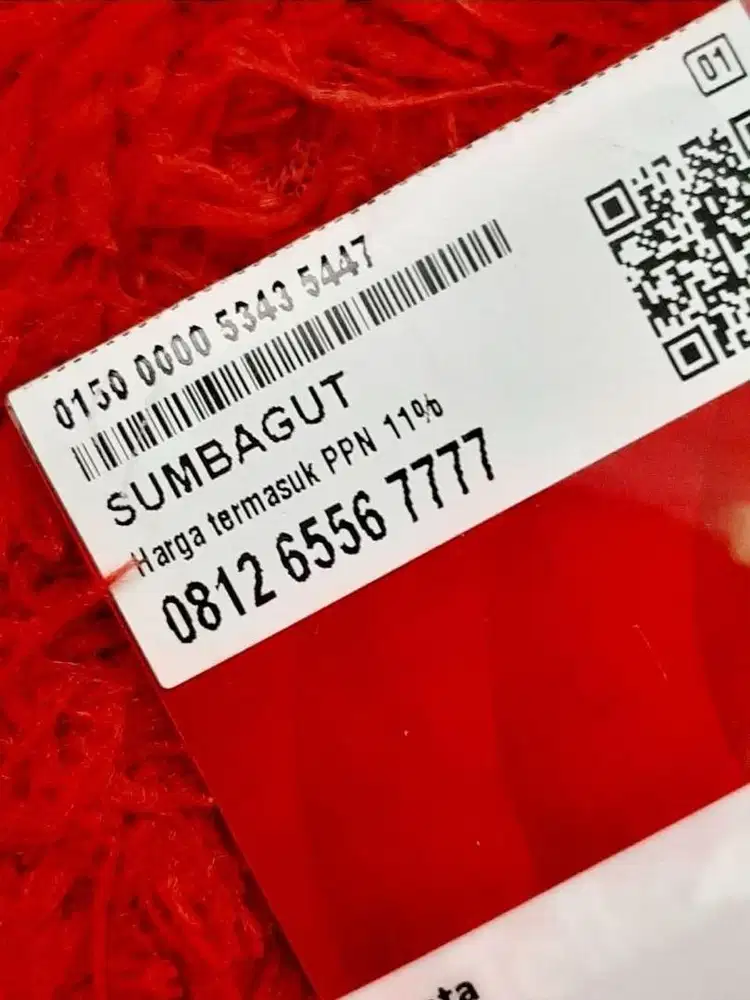 01
0150 0000 5343 5447
SUMBAGUT
Harga termasuk PPN 11%
0812 6556 7777